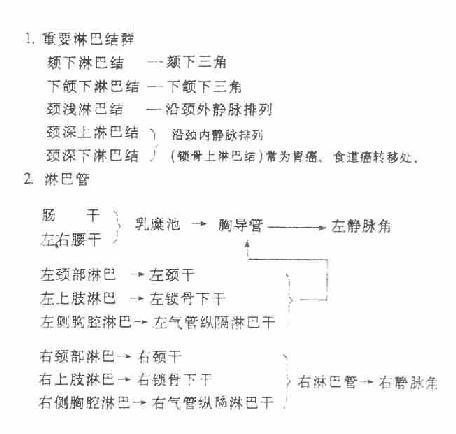 1. 重要淋巴结群
颏下淋巴结 — 颏下三角
下颌下淋巴结 — 下颌下三角
颈浅淋巴结 — 沿颈外静脉排列
颈深上淋巴结 } 沿颈内静脉排列
颈深下淋巴结 (锁骨上淋巴结)常为胃癌、食道癌转移处.
2. 淋巴管
肠 干
左右腰干 } 乳糜池 → 胸导管 → 左静脉角
左颈部淋巴 → 左颈干
左上肢淋巴 → 左锁骨下干
左侧胸腔淋巴 → 左气管纵隔淋巴干
右颈部淋巴 → 右颈干
右上肢淋巴 → 右锁骨下干 } 右淋巴管 → 右静脉角
右侧胸腔淋巴 → 右气管纵隔淋巴干